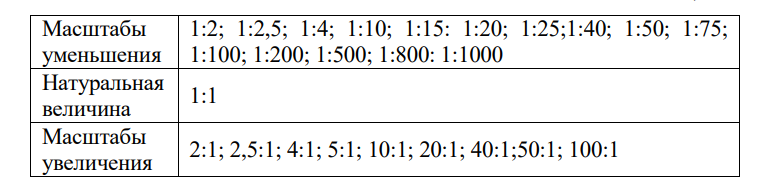 Масштабы уменьшения
1:2; 1:2,5; 1:4; 1:10; 1:15: 1:20; 1:25;1:40; 1:50; 1:75;
1:100; 1:200; 1:500; 1:800: 1:1000
Натуральная величина
1:1
Масштабы увеличения
2:1; 2,5:1; 4:1; 5:1; 10:1; 20:1; 40:1;50:1; 100:1